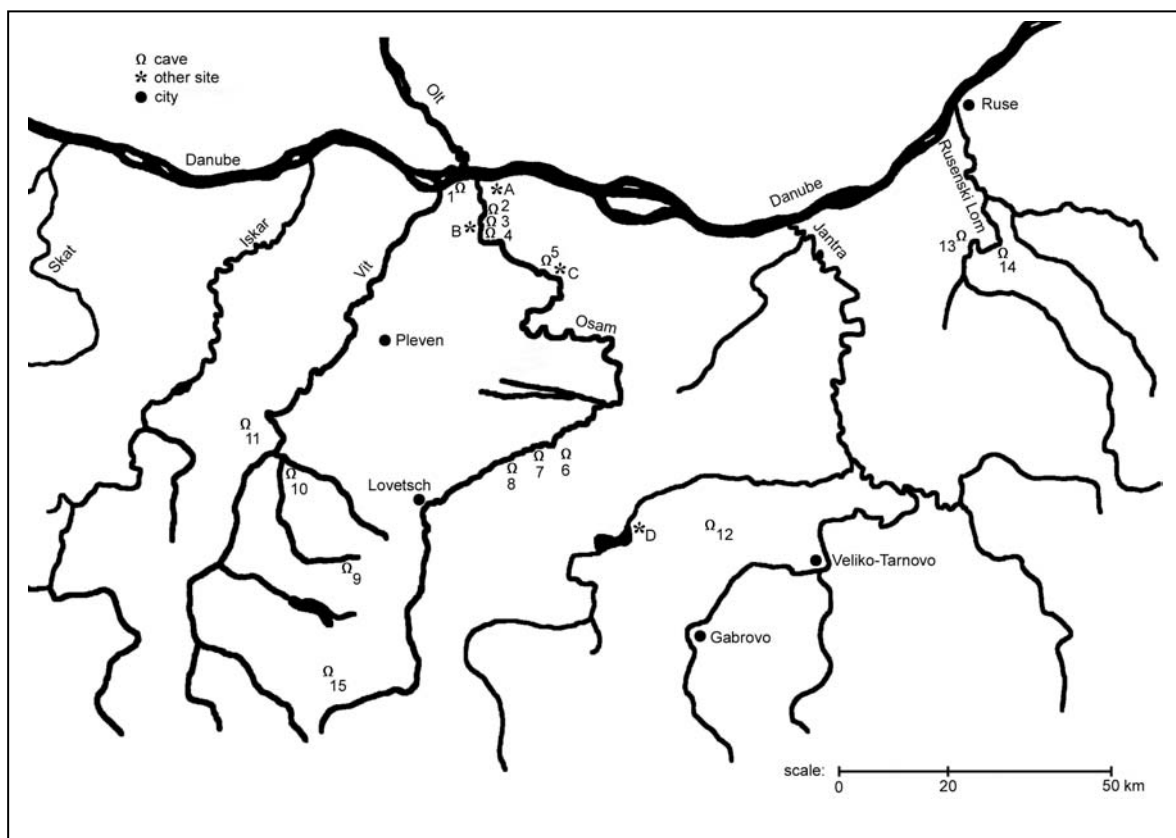 Ω cave
* other site
● city
Olt
Ruse
Danube
Rusenski Lom
1 Ω
* A
Ω 2
Ω 3
B *
Ω 4
Danube
Jantra
Skat
Iskar
Vit
Ω 5
* C
13 Ω
Ω 14
Osam
Pleven
Ω 11
Ω 10
Ω 8
Ω 7
Ω 6
Lovetsch
* D
Ω 12
Ω 9
Veliko-Tarnovo
Gabrovo
Ω 15
scale:
0 20 50 km